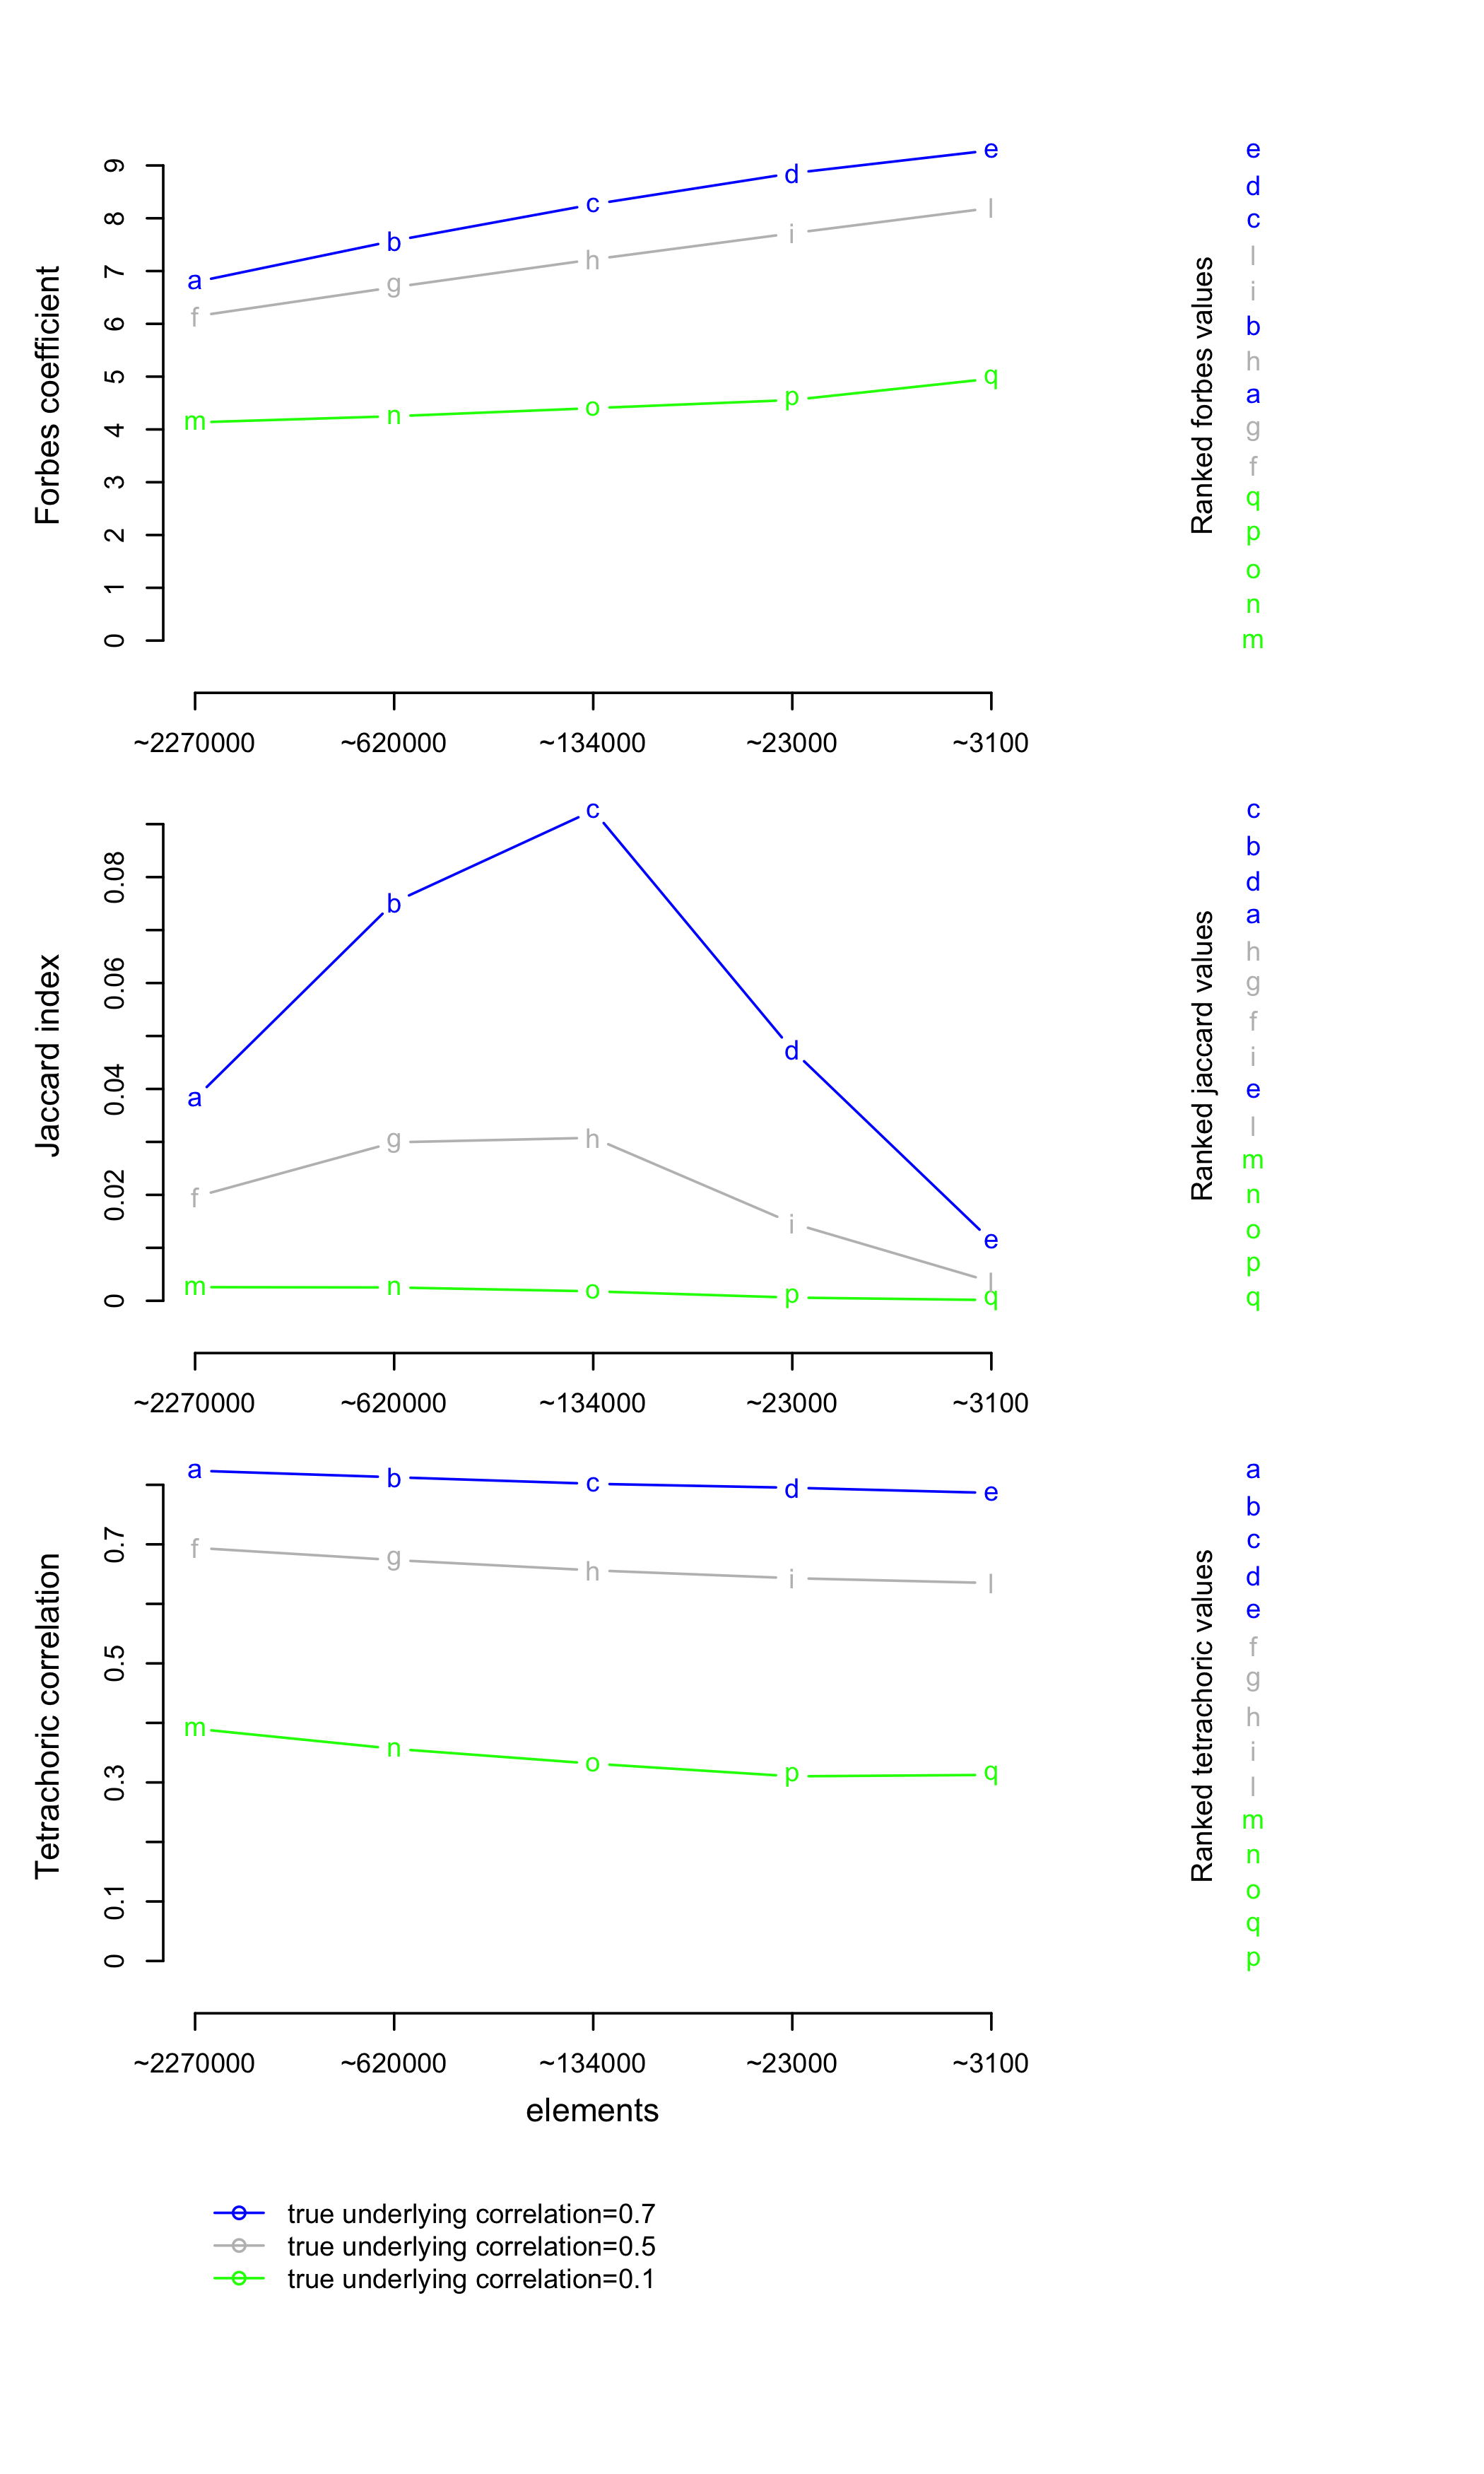 Forbes coefficient
9
8
7
6
5
4
3
2
1
0
a
b
c
d
e
f
g
h
i
l
m
n
o
p
q
~2270000
~620000
~134000
~23000
~3100
Ranked forbes values
e
d
c
l
i
b
h
a
g
f
q
p
o
n
m
Jaccard index
0.08
0.06
0.04
0.02
0
a
b
c
d
e
f
g
h
i
l
m
n
o
p
q
~2270000
~620000
~134000
~23000
~3100
Ranked jaccard values
c
b
d
a
h
g
f
i
e
l
m
n
o
p
q
Tetrachoric correlation
0.7
0.5
0.3
0.1
0
a
b
c
d
e
f
g
h
i
l
m
n
o
p
q
~2270000
~620000
~134000
~23000
~3100
elements
Ranked tetrachoric values
a
b
c
d
e
f
g
h
i
l
m
n
o
q
p
true underlying correlation=0.7
true underlying correlation=0.5
true underlying correlation=0.1